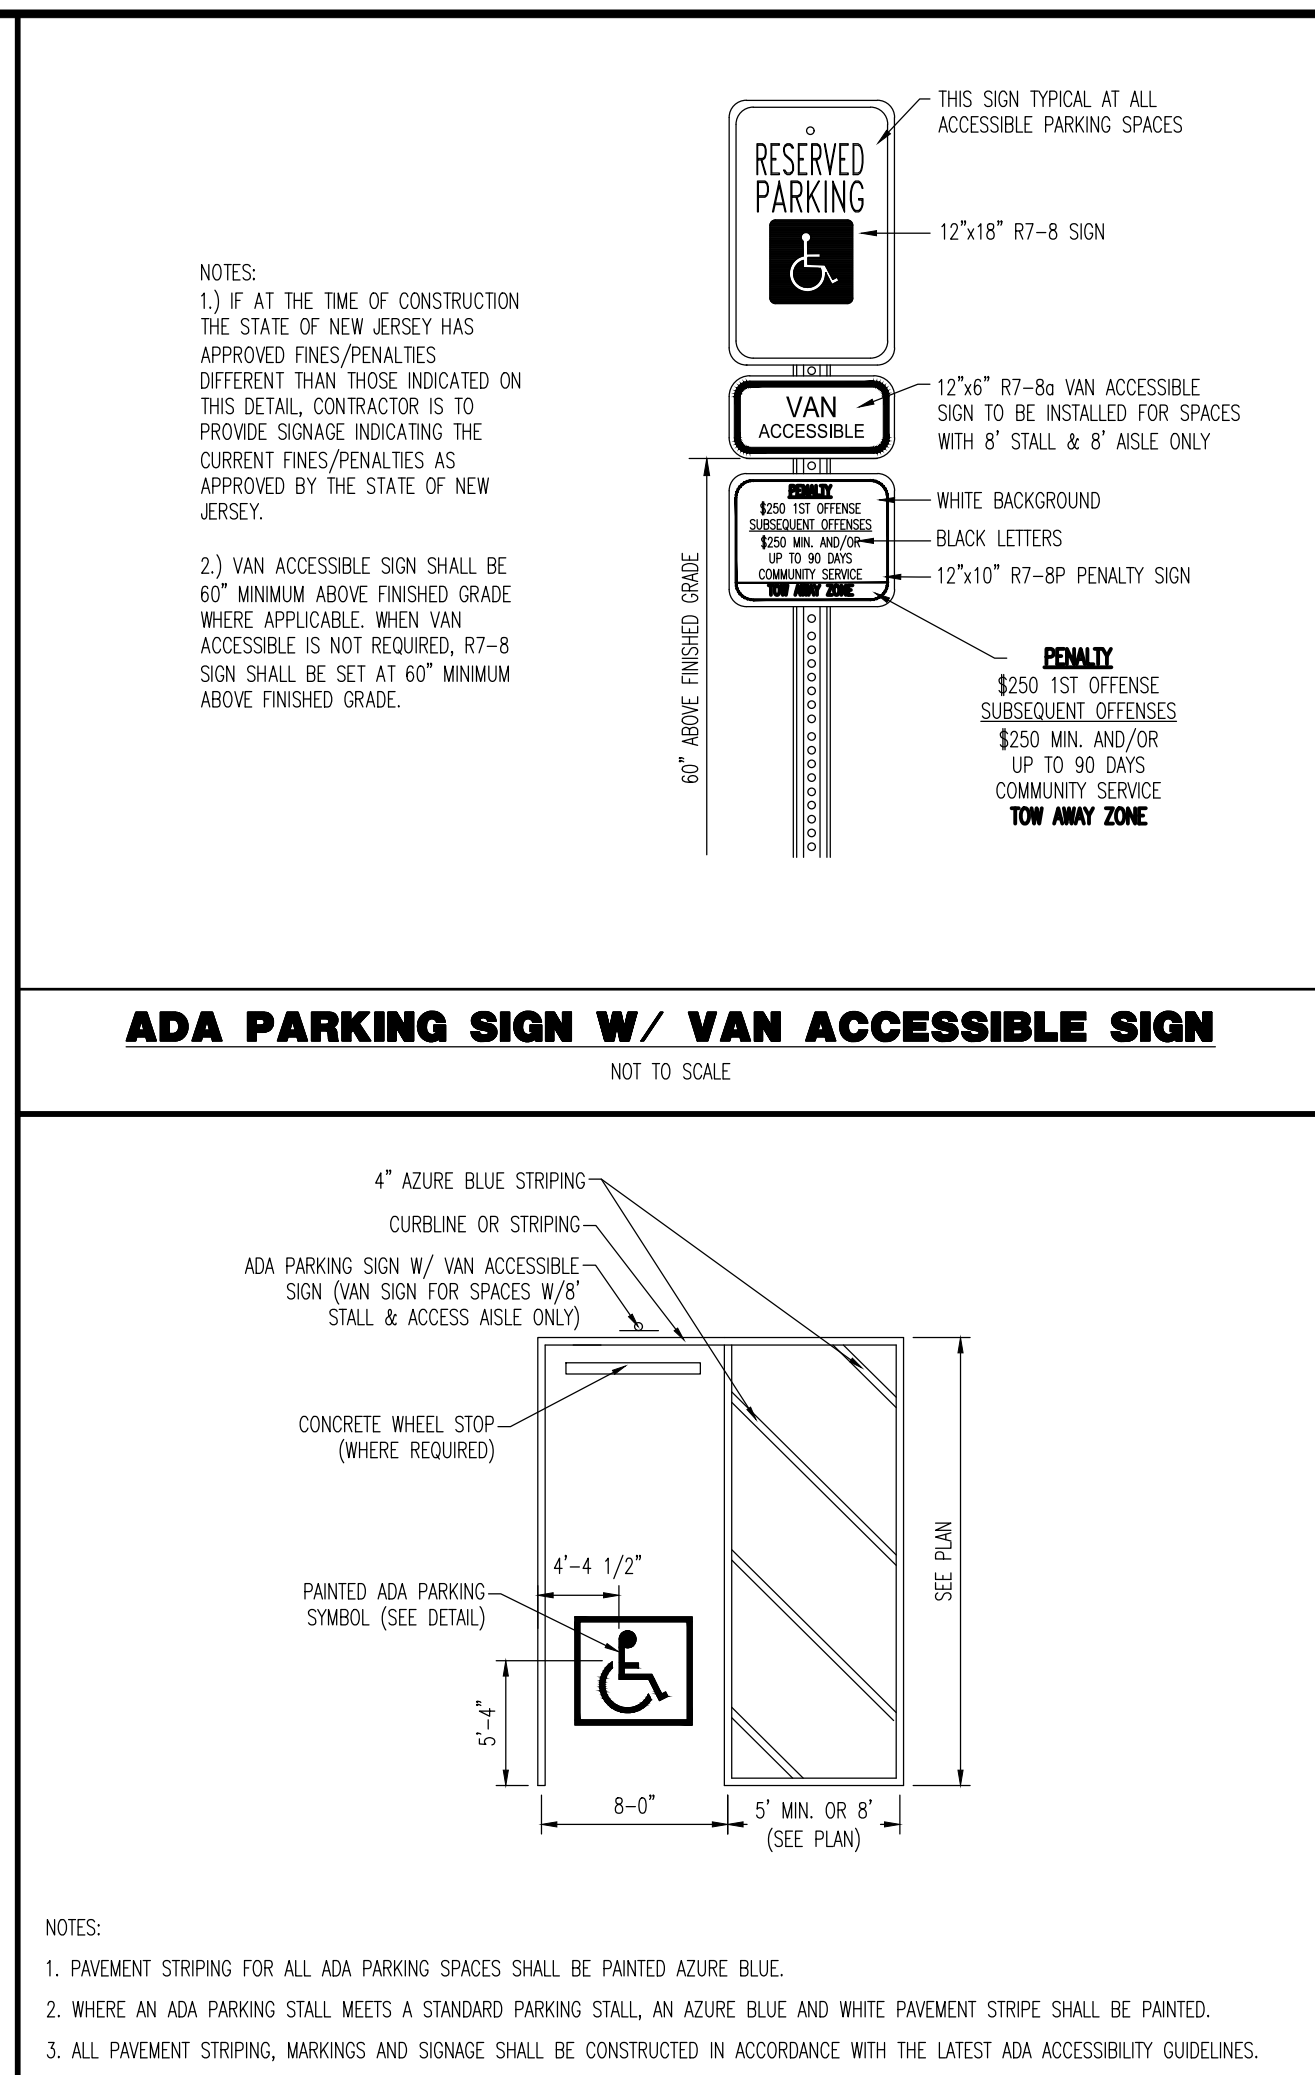 THIS SIGN TYPICAL AT ALL
ACCESSIBLE PARKING SPACES
RESERVED
PARKING
12"x18" R7-8 SIGN
NOTES:
1.) IF AT THE TIME OF CONSTRUCTION
THE STATE OF NEW JERSEY HAS
APPROVED FINES/PENALTIES
DIFFERENT THAN THOSE INDICATED ON
THIS DETAIL, CONTRACTOR IS TO
PROVIDE SIGNAGE INDICATING THE
CURRENT FINES/PENALTIES AS
APPROVED BY THE STATE OF NEW
JERSEY.
2.) VAN ACCESSIBLE SIGN SHALL BE
60" MINIMUM ABOVE FINISHED GRADE
WHERE APPLICABLE. WHEN VAN
ACCESSIBLE IS NOT REQUIRED, R7-8
SIGN SHALL BE SET AT 60" MINIMUM
ABOVE FINISHED GRADE.
VAN
ACCESSIBLE
12"x6" R7-8a VAN ACCESSIBLE
SIGN TO BE INSTALLED FOR SPACES
WITH 8' STALL & 8' AISLE ONLY
PENALTY
$250 1ST OFFENSE
SUBSEQUENT OFFENSES
$250 MIN. AND/OR
UP TO 90 DAYS
COMMUNITY SERVICE
TOW AWAY ZONE
WHITE BACKGROUND
BLACK LETTERS
12"x10" R7-8P PENALTY SIGN
60" ABOVE FINISHED GRADE
PENALTY
$250 1ST OFFENSE
SUBSEQUENT OFFENSES
$250 MIN. AND/OR
UP TO 90 DAYS
COMMUNITY SERVICE
TOW AWAY ZONE
ADA PARKING SIGN W/ VAN ACCESSIBLE SIGN
NOT TO SCALE
4" AZURE BLUE STRIPING
CURBLINE OR STRIPING
ADA PARKING SIGN W/ VAN ACCESSIBLE
SIGN (VAN SIGN FOR SPACES W/8'
STALL & ACCESS AISLE ONLY)
CONCRETE WHEEL STOP
(WHERE REQUIRED)
SEE PLAN
4'-4 1/2"
PAINTED ADA PARKING
SYMBOL (SEE DETAIL)
5'-4"
8-0"
5' MIN. OR 8'
(SEE PLAN)
NOTES:
1. PAVEMENT STRIPING FOR ALL ADA PARKING SPACES SHALL BE PAINTED AZURE BLUE.
2. WHERE AN ADA PARKING STALL MEETS A STANDARD PARKING STALL, AN AZURE BLUE AND WHITE PAVEMENT STRIPE SHALL BE PAINTED.
3. ALL PAVEMENT STRIPING, MARKINGS AND SIGNAGE SHALL BE CONSTRUCTED IN ACCORDANCE WITH THE LATEST ADA ACCESSIBILITY GUIDELINES.